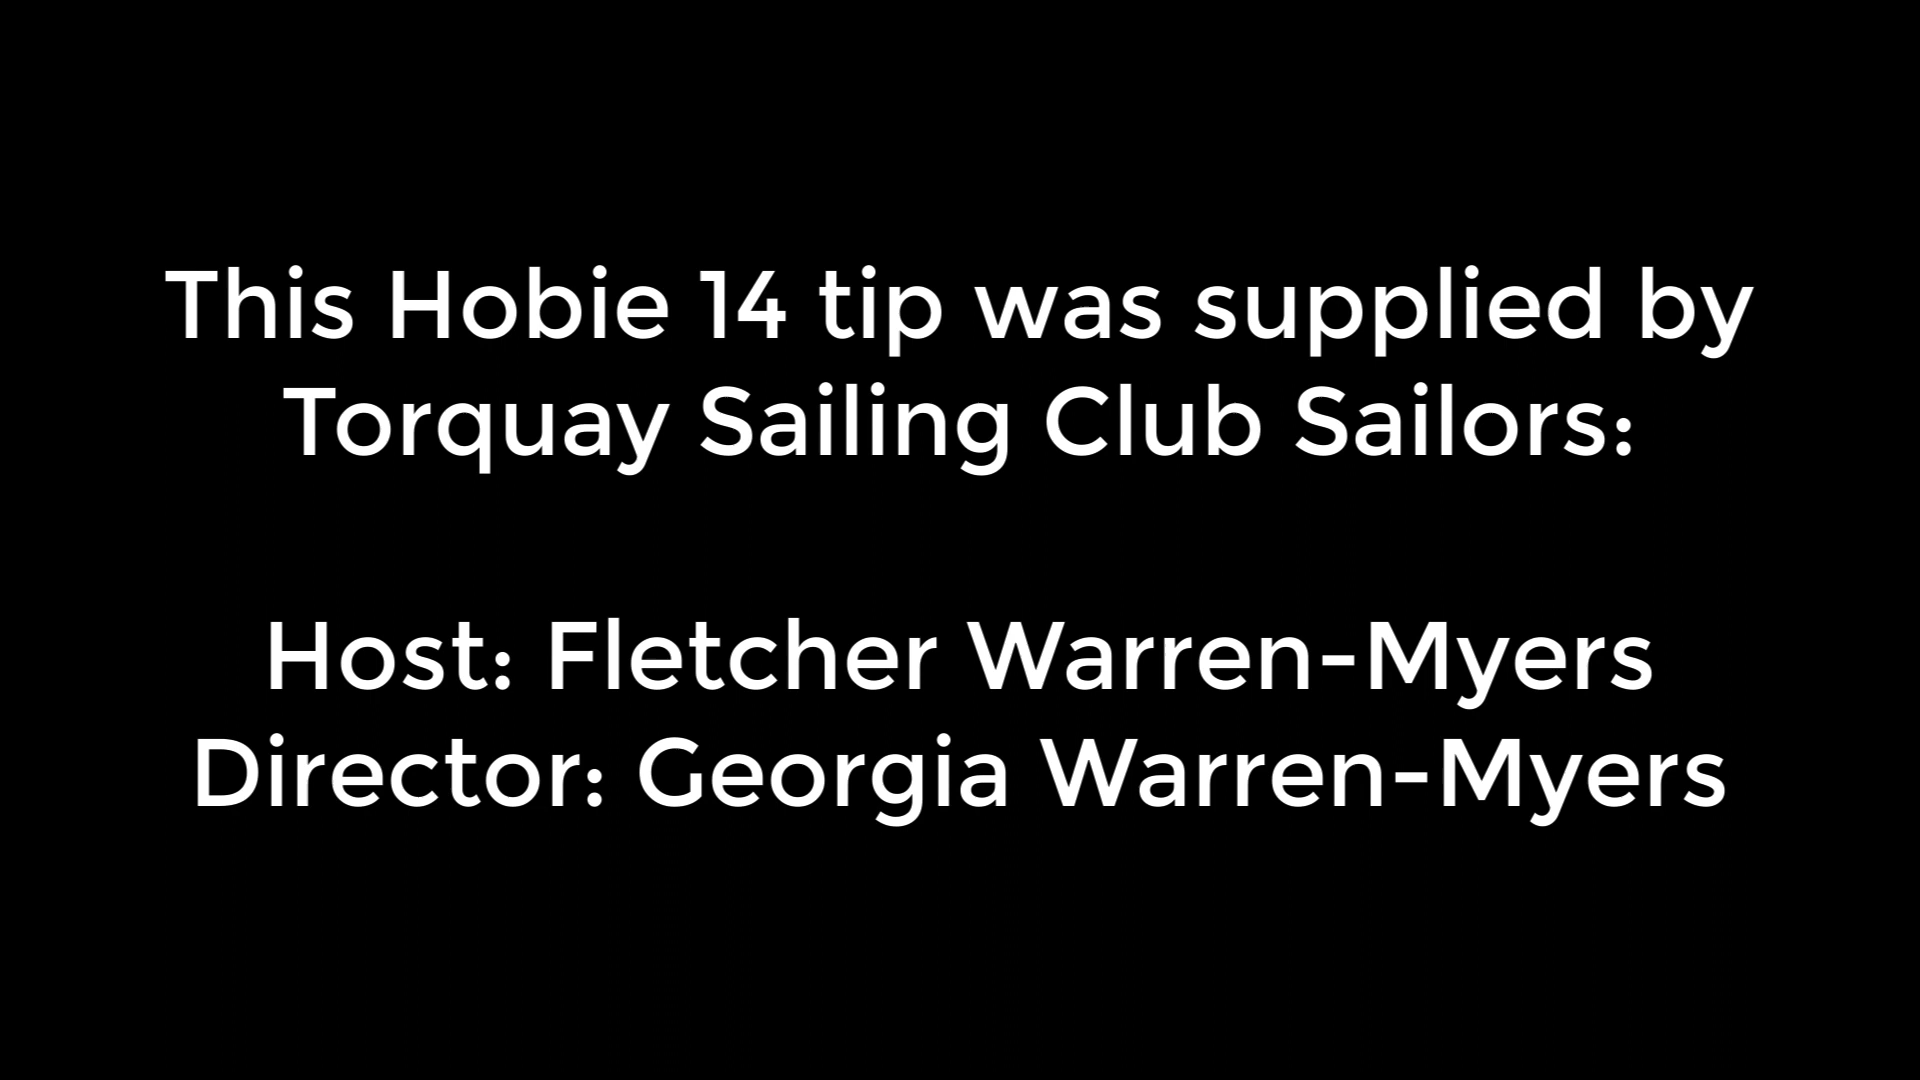 This Hobie 14 tip was supplied by
Torquay Sailing Club Sailors:
Host: Fletcher Warren-Myers
Director: Georgia Warren-Myers